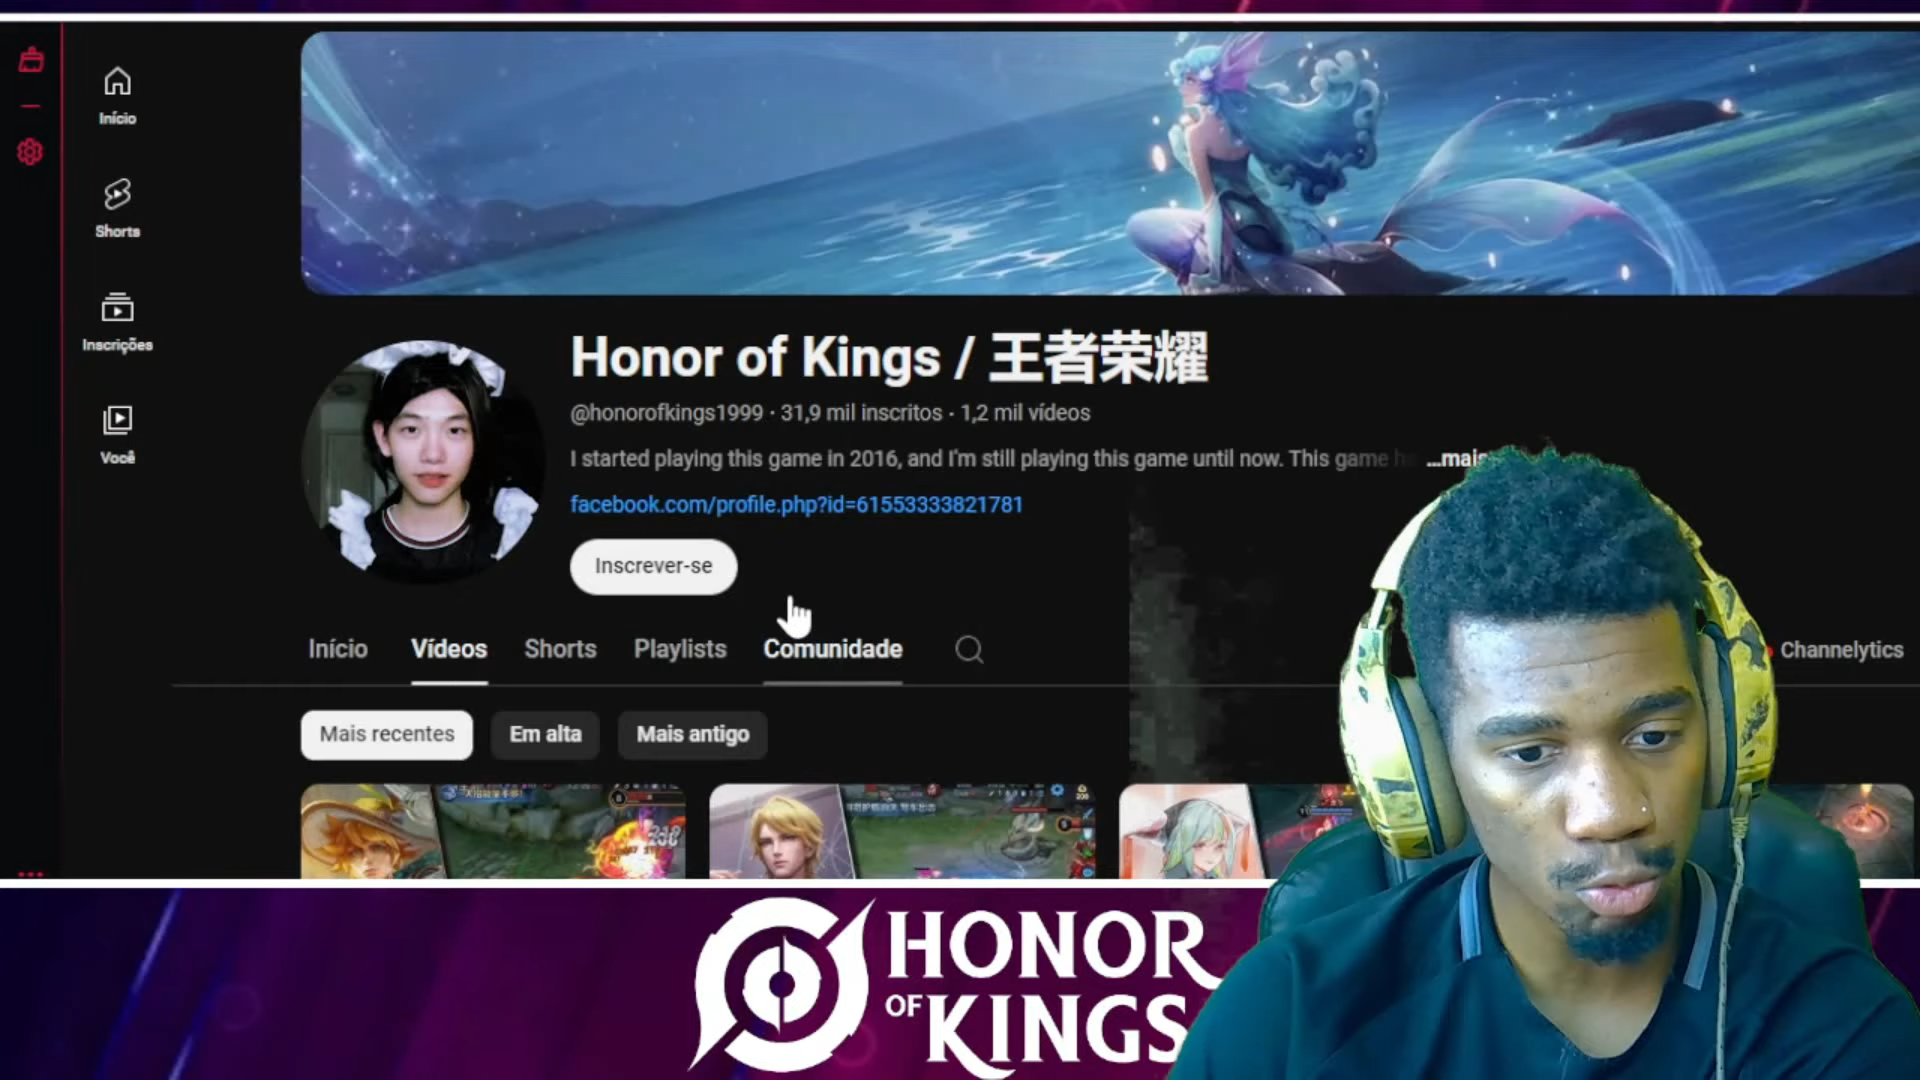 Início
Shorts
Inscrições
Você
Honor of Kings / 王者荣耀
@honorofkings1999 · 31,9 mil inscritos · 1,2 mil vídeos
I started playing this game in 2016, and I'm still playing this game until now. This game ...mais
facebook.com/profile.php?id=61553333821781
Inscrever-se
Início Vídeos Shorts Playlists Comunidade Channelytics
Mais recentes Em alta Mais antigo
HONOR
OF KINGS